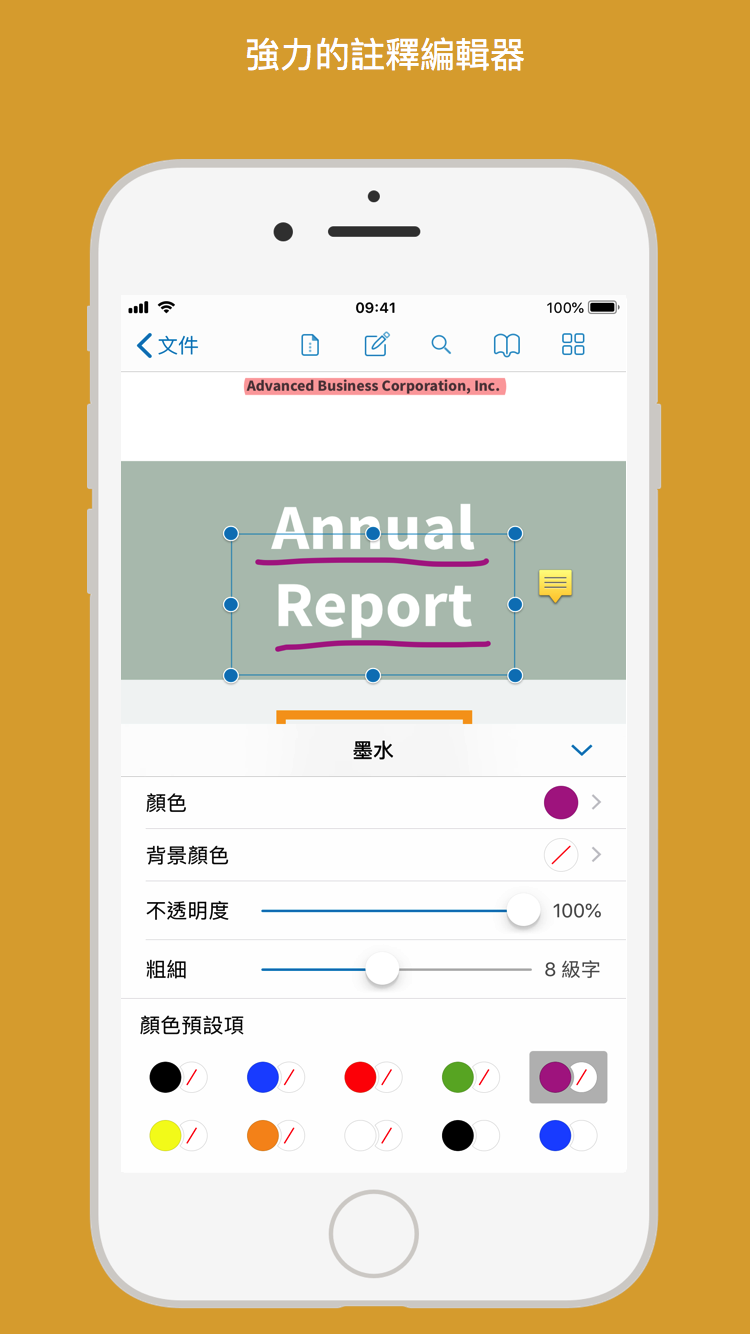 強力的註釋編輯器
09:41
100%
文件
Advanced Business Corporation, Inc.
Annual
Report
墨水
顏色
背景顏色
不透明度 100%
粗細 8 級字
顏色預設項